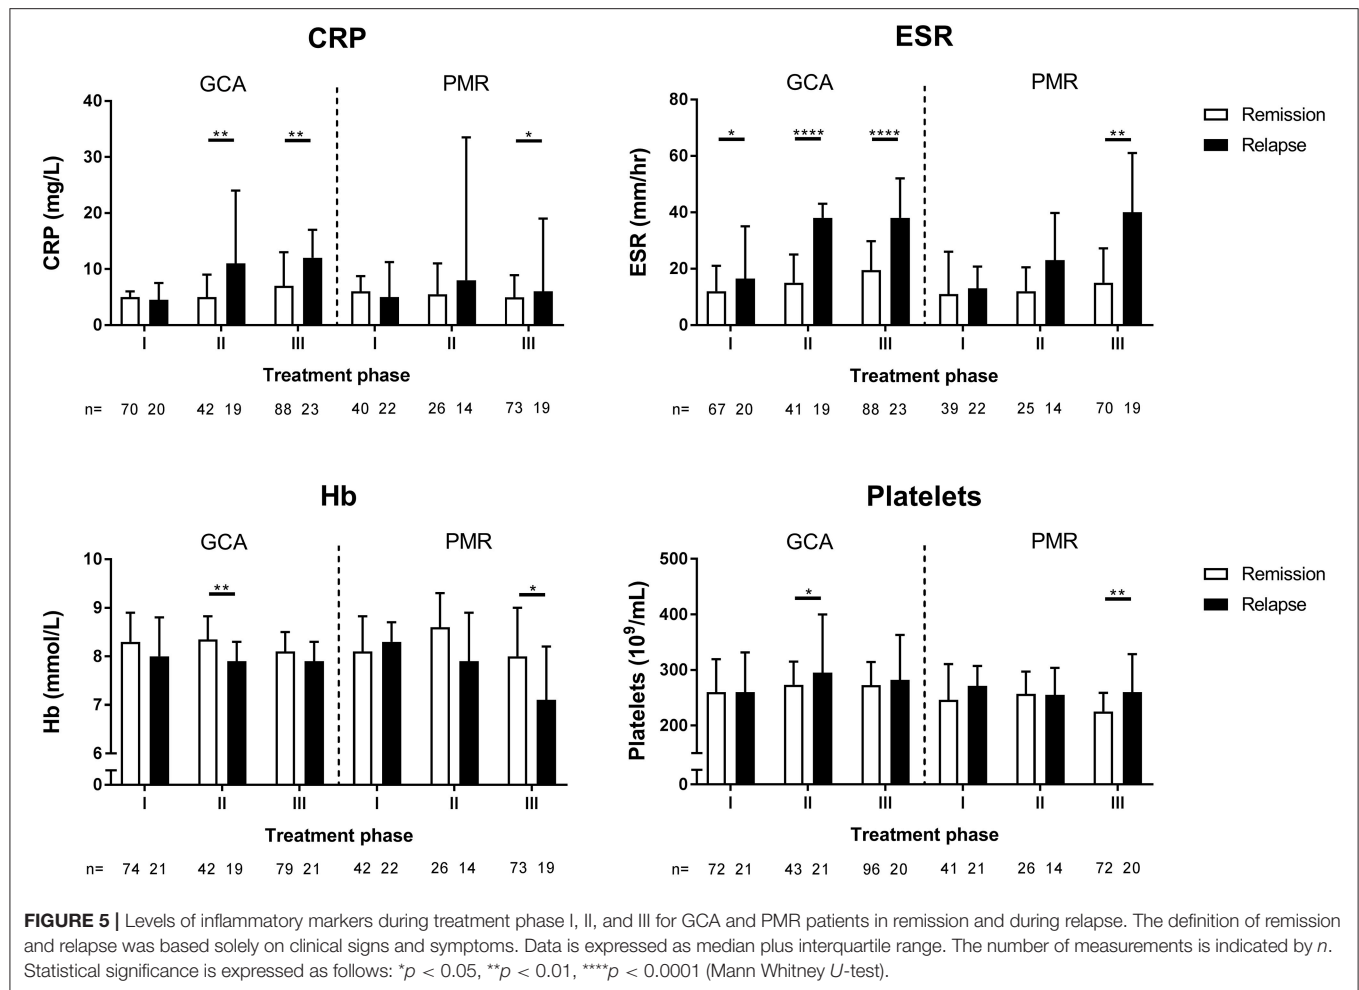 CRP
GCA
PMR
**
**
*
CRP (mg/L)
40
30
20
10
0
I II III I II III
Treatment phase
n= 70 20 42 19 88 23 40 22 26 14 73 19
ESR
GCA
PMR
*
****
****
**
ESR (mm/hr)
80
60
40
20
0
I II III I II III
Treatment phase
n= 67 20 41 19 88 23 39 22 25 14 70 19
Remission
Relapse
Hb
GCA
PMR
**
*
Hb (mmol/L)
10
9
8
7
6
0
I II III I II III
Treatment phase
n= 74 21 42 19 79 21 42 22 26 14 73 19
Platelets
GCA
PMR
*
**
Platelets (10⁹/mL)
500
400
300
200
0
I II III I II III
Treatment phase
n= 72 21 43 21 96 20 41 21 26 14 72 20
Remission
Relapse
FIGURE 5 | Levels of inflammatory markers during treatment phase I, II, and III for GCA and PMR patients in remission and during relapse. The definition of remission
and relapse was based solely on clinical signs and symptoms. Data is expressed as median plus interquartile range. The number of measurements is indicated by n.
Statistical significance is expressed as follows: *p < 0.05, **p < 0.01, ****p < 0.0001 (Mann Whitney U-test).